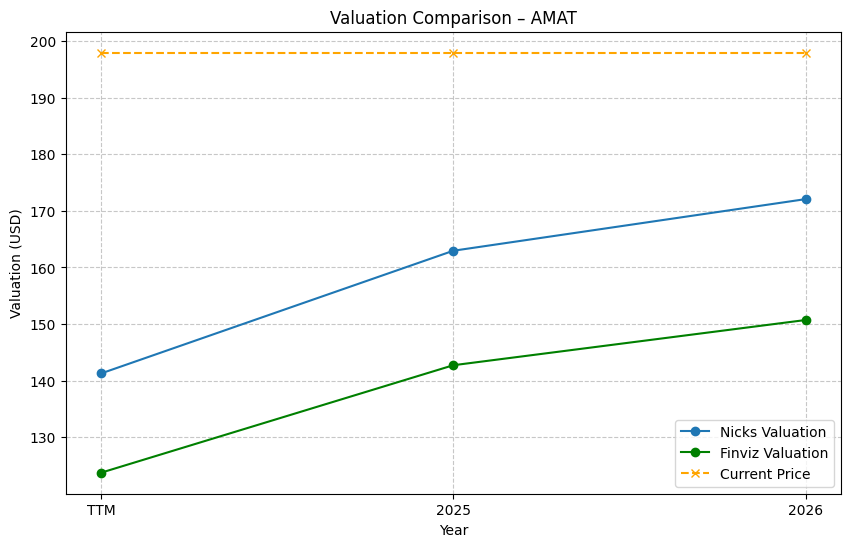 Valuation Comparison – AMAT
Valuation (USD)
200
190
180
170
160
150
140
130
TTM
2025
2026
Year
Nicks Valuation
Finviz Valuation
Current Price